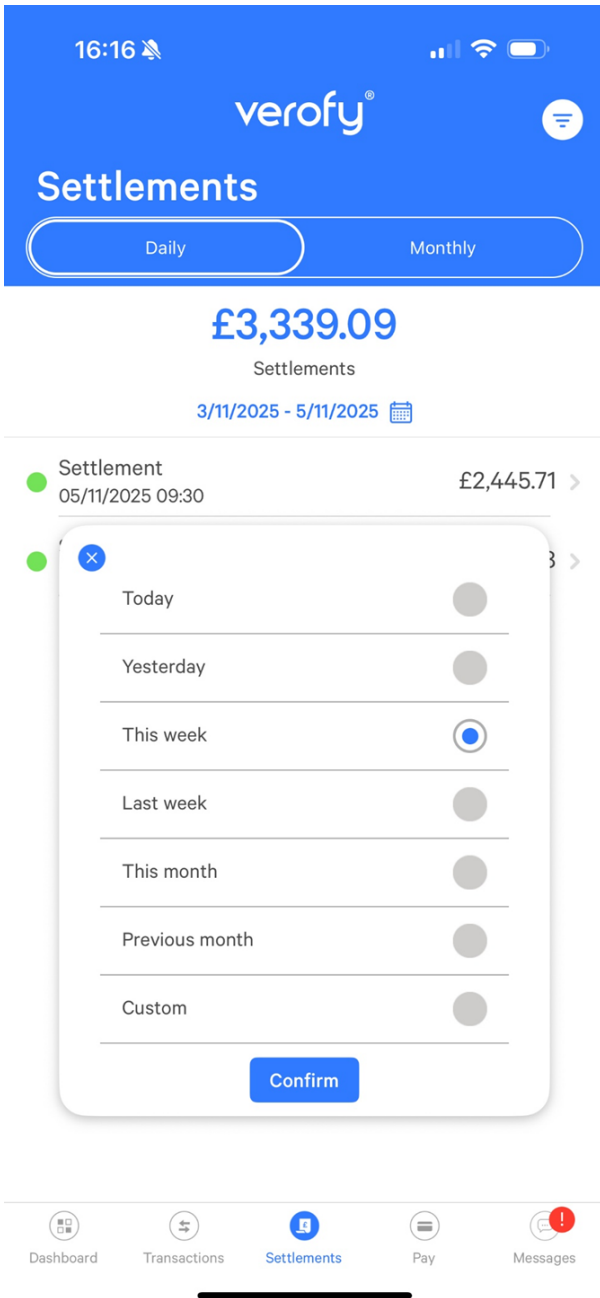 16:16
verofy®
Settlements
Daily Monthly
£3,339.09
Settlements
3/11/2025 - 5/11/2025
Settlement
05/11/2025 09:30 £2,445.71
Today
Yesterday
This week
Last week
This month
Previous month
Custom
Confirm
Dashboard Transactions Settlements Pay Messages